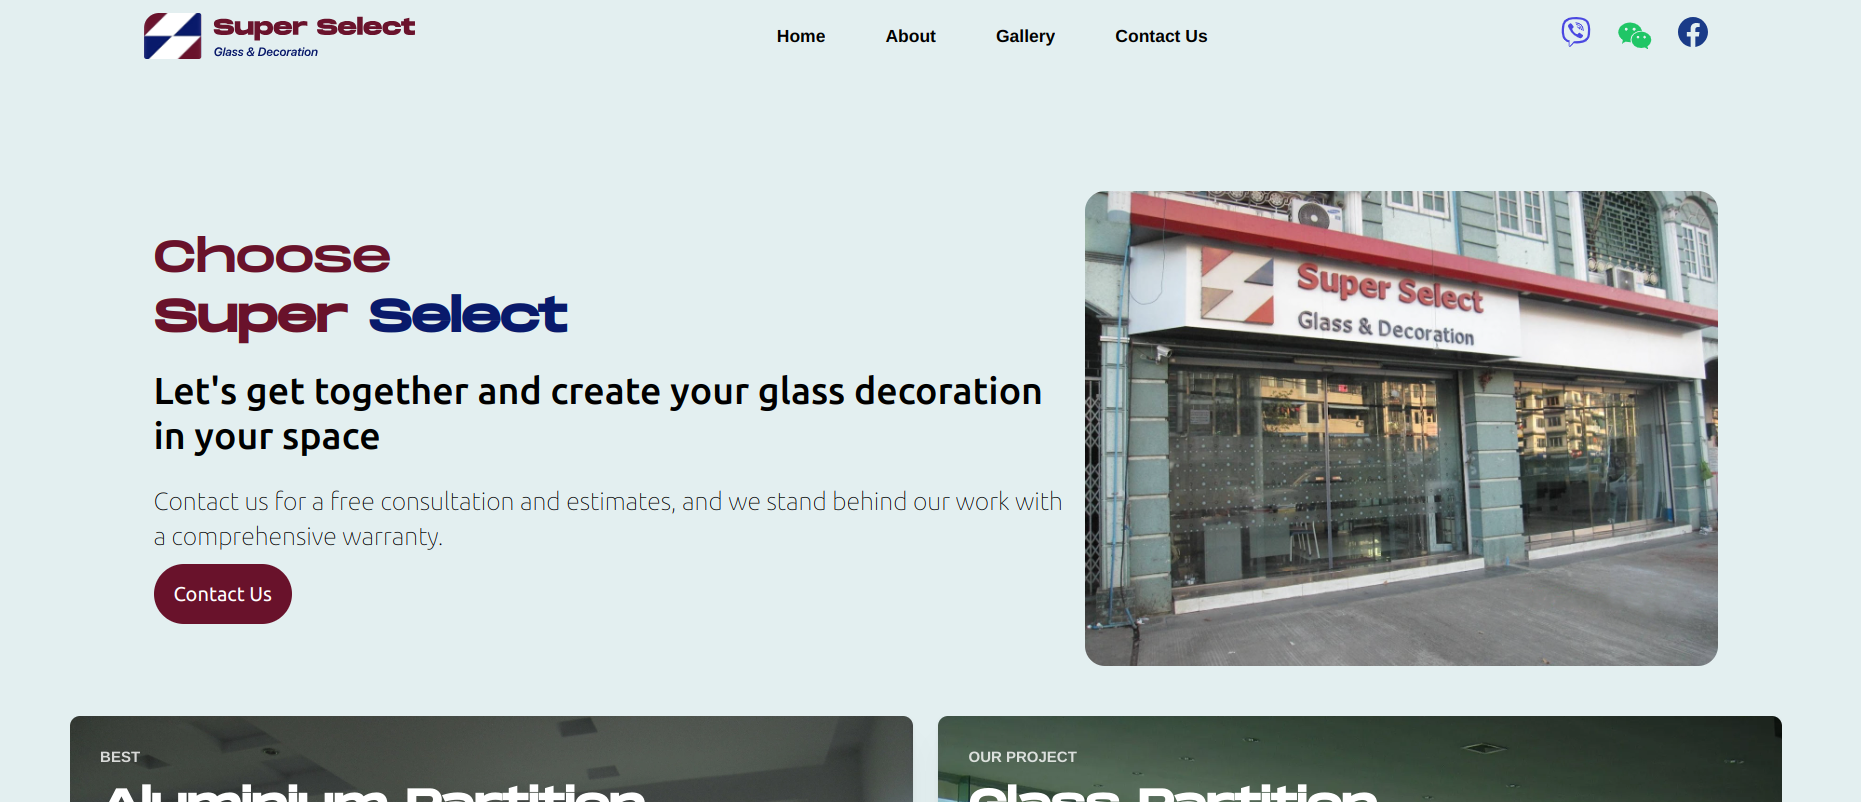 Super Select
Glass & Decoration
Home
About
Gallery
Contact Us
Choose
Super Select
Let's get together and create your glass decoration
in your space
Contact us for a free consultation and estimates, and we stand behind our work with
a comprehensive warranty.
Contact Us
Super Select
Glass & Decoration
BEST
Aluminium Partition
OUR PROJECT
Glass Partition